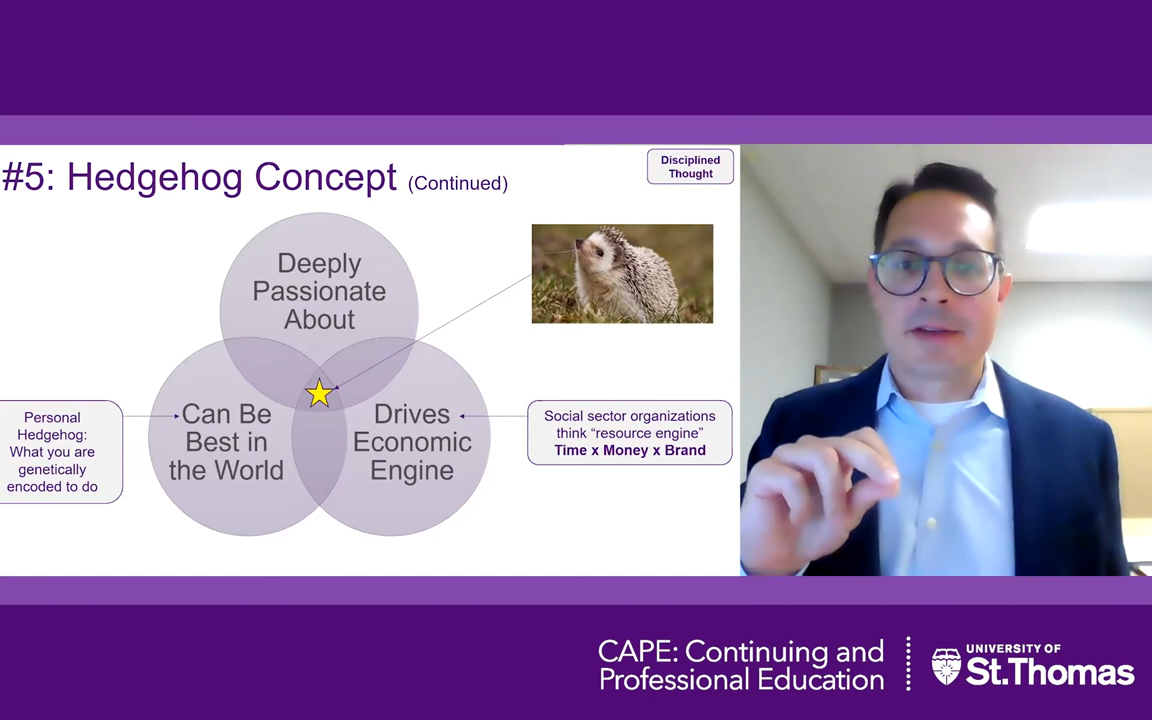 #5: Hedgehog Concept (Continued)
Disciplined
Thought
Deeply
Passionate
About
Can Be
Best in
the World
Drives
Economic
Engine
Personal
Hedgehog:
What you are
genetically
encoded to do
Social sector organizations
think “resource engine”
Time x Money x Brand
CAPE: Continuing and
Professional Education
UNIVERSITY OF
St.Thomas